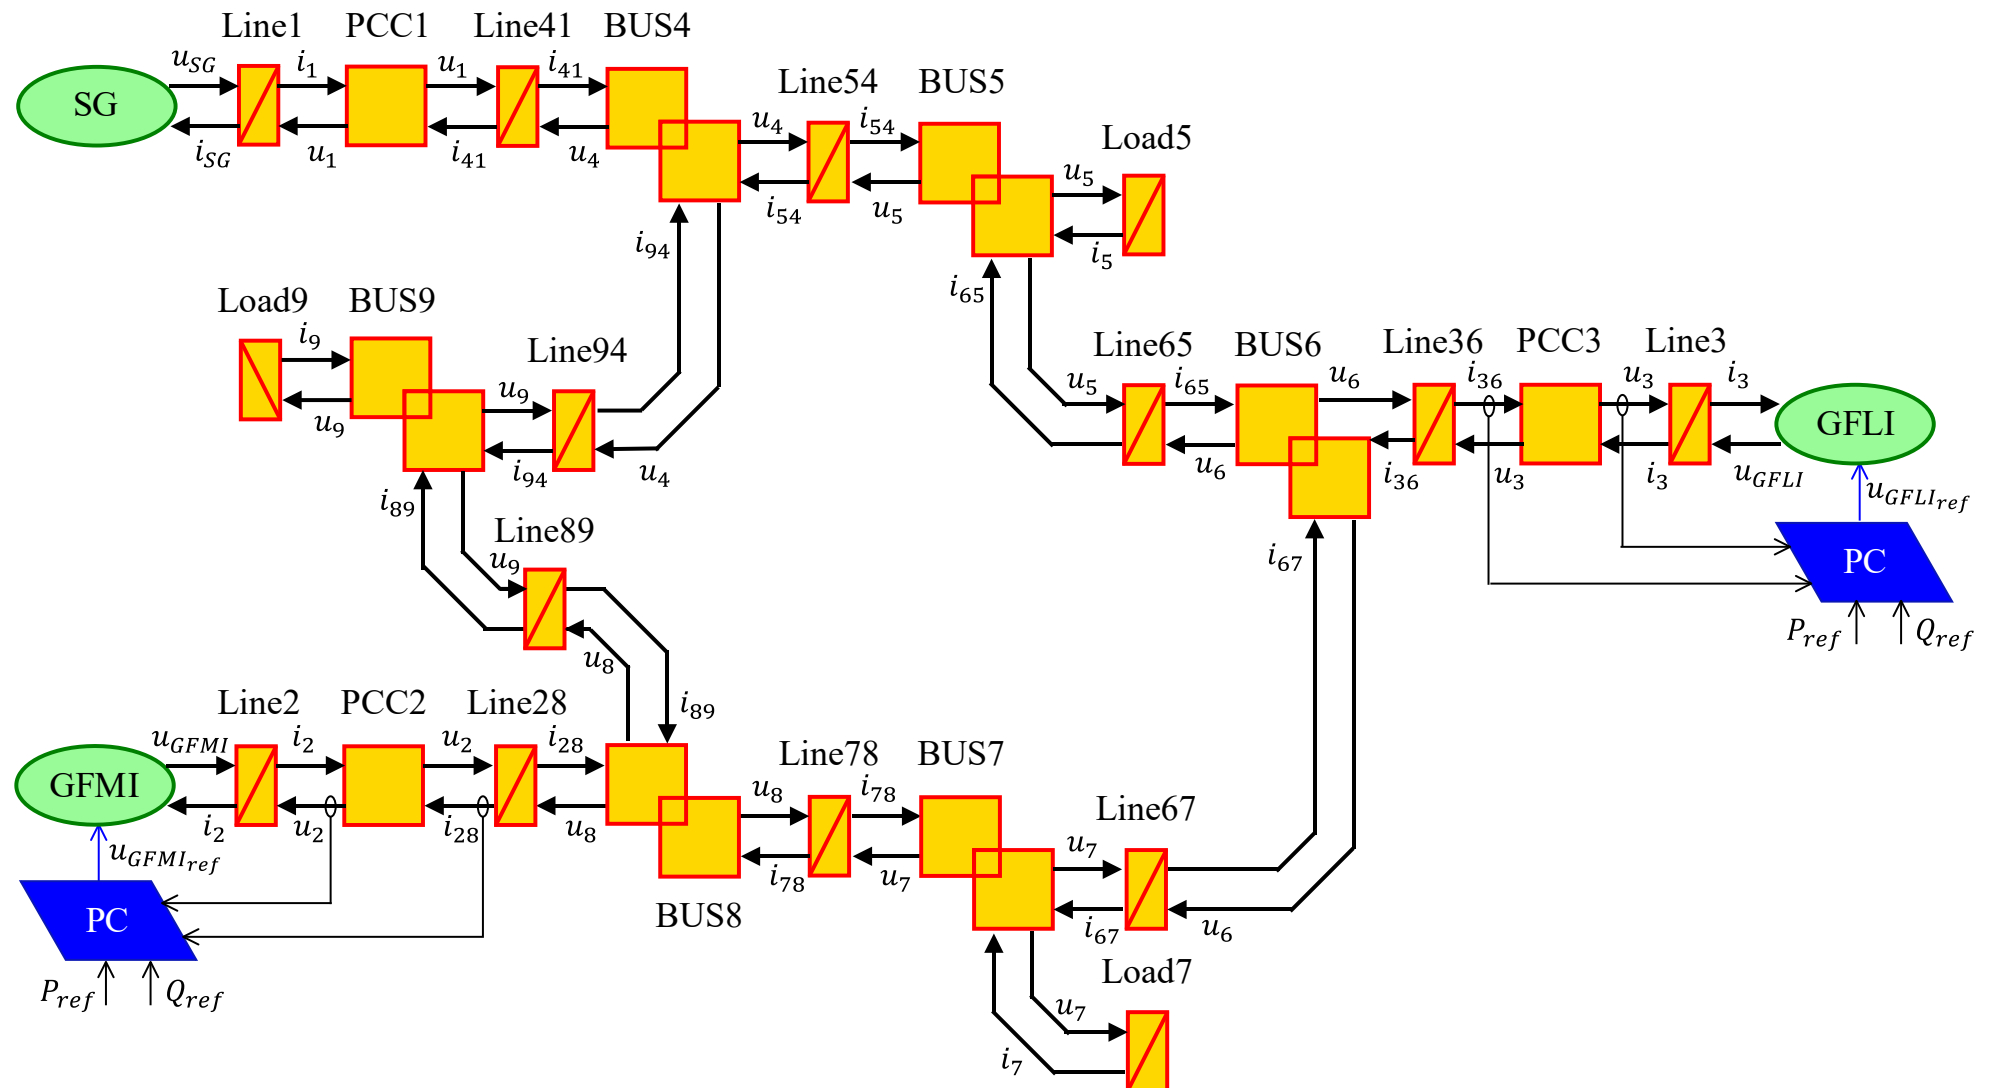 Line1 PCC1 Line41 BUS4
u_SG i_1 u_1 i_41
SG
i_SG u_1 i_41 u_4
Line54 BUS5
u_4 i_54
i_54 u_5
Load5
u_5
i_5
i_94
i_65
Load9 BUS9 Line94
i_9 u_9
u_9 i_94 u_4
Line65 BUS6 Line36 PCC3 Line3
u_5 i_65 u_6 i_36 u_3 i_3
GFLI
u_6 i_36 u_3 i_3 u_GFLI
u_GFLI_ref
PC
P_ref Q_ref
i_89
Line89
u_9
u_8
i_89
i_67
Line2 PCC2 Line28
u_GFMI i_2 u_2 i_28
GFMI
i_2 u_2 i_28 u_8
u_GFMI_ref
PC
P_ref Q_ref
Line78 BUS7
u_8 i_78
i_78 u_7
BUS8
Line67
u_7
i_67 u_6
Load7
u_7
i_7